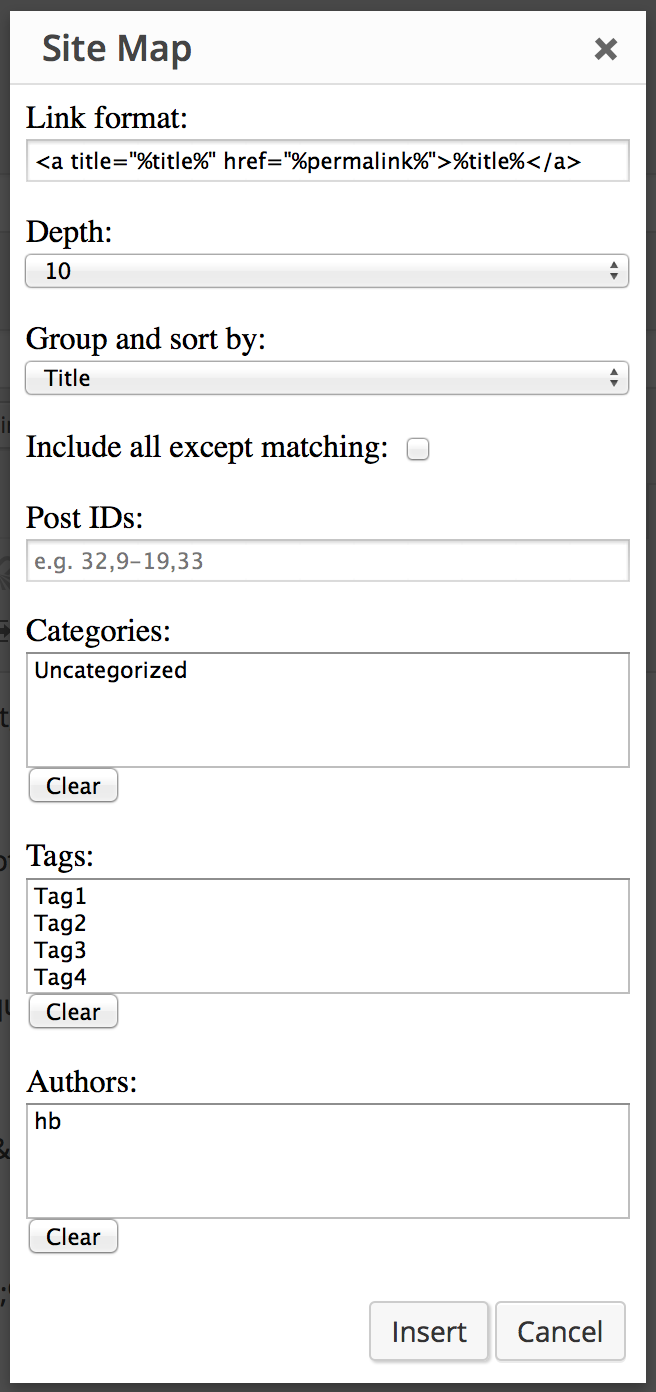 Site Map
Link format:
<a title="%title%" href="%permalink%">%title%</a>
Depth:
10
Group and sort by:
Title
Include all except matching:
Post IDs:
e.g. 32,9-19,33
Categories:
Uncategorized
Clear
Tags:
Tag1
Tag2
Tag3
Tag4
Clear
Authors:
hb
Clear
Insert Cancel